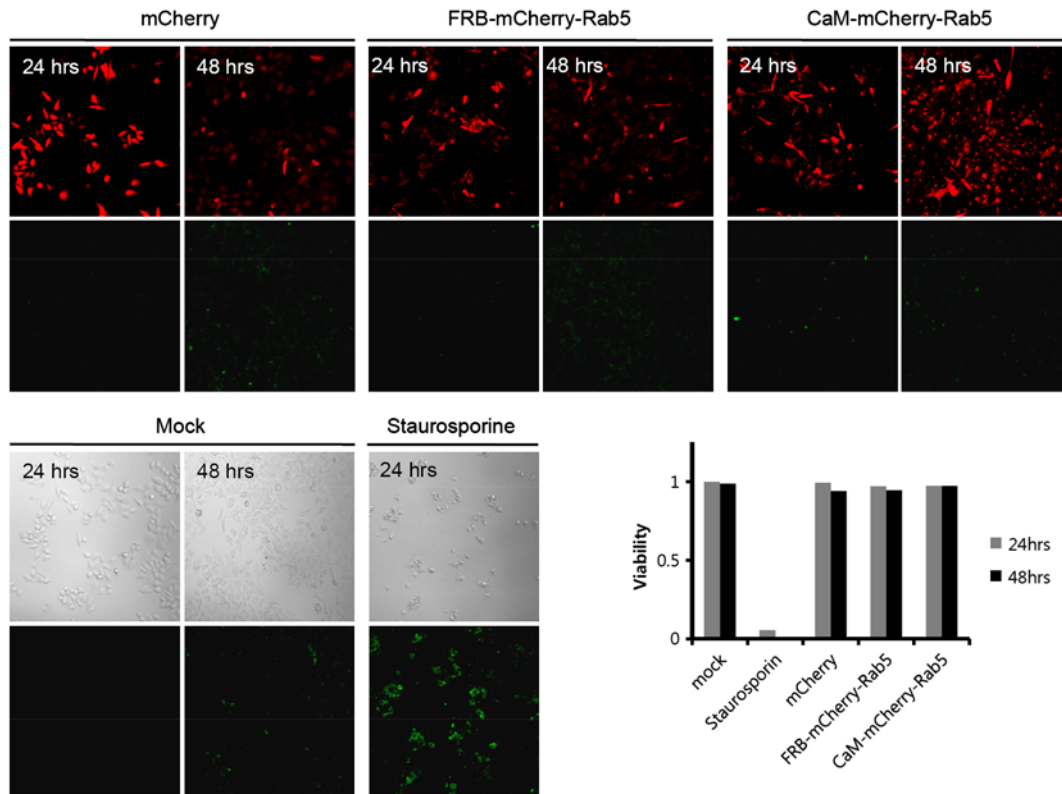 mCherry
FRB-mCherry-Rab5
CaM-mCherry-Rab5
24 hrs
48 hrs
24 hrs
48 hrs
24 hrs
48 hrs
Mock
Staurosporine
24 hrs
48 hrs
24 hrs
Viability
1
0.5
0
24hrs
48hrs
mock
Staurosporin
mCherry
FRB-mCherry-Rab5
CaM-mCherry-Rab5